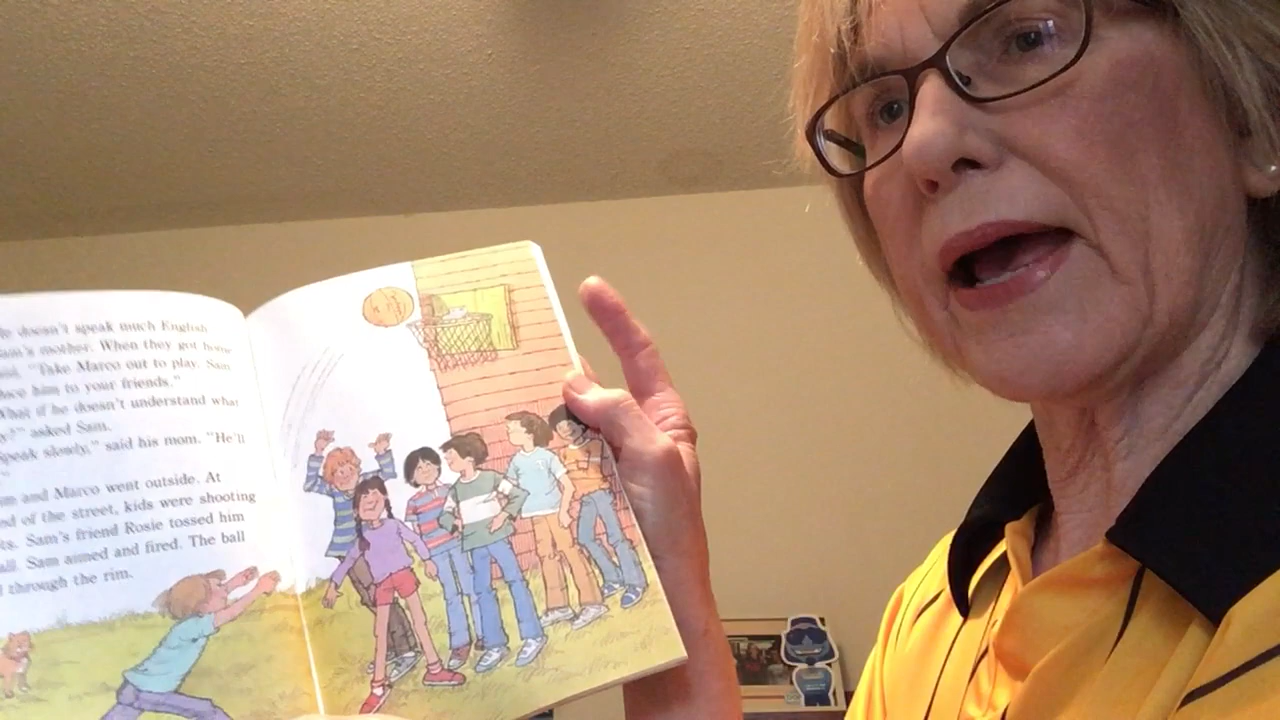 doesn't speak much English
mother. When they got home
"Take Marco out to play, Sam
him to your friends."
What if he doesn't understand what
asked Sam.
Speak slowly," said his mom. "He'll
and Marco went outside. At
of the street, kids were shooting
Sam's friend Rosie tossed him
Sam aimed and fired. The ball
through the rim.